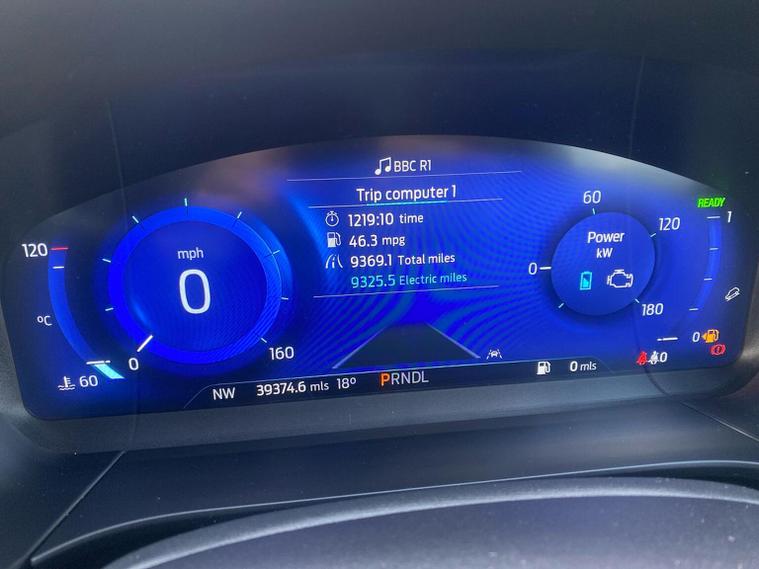 BBC R1
Trip computer 1
1219:10 time
46.3 mpg
9369.1 Total miles
9325.5 Electric miles
120
ºC
60
mph
0
0
160
Power
kW
0
60
120
180
READY
1
0
NW 39374.6 mls 18º PRNDL 0 mls